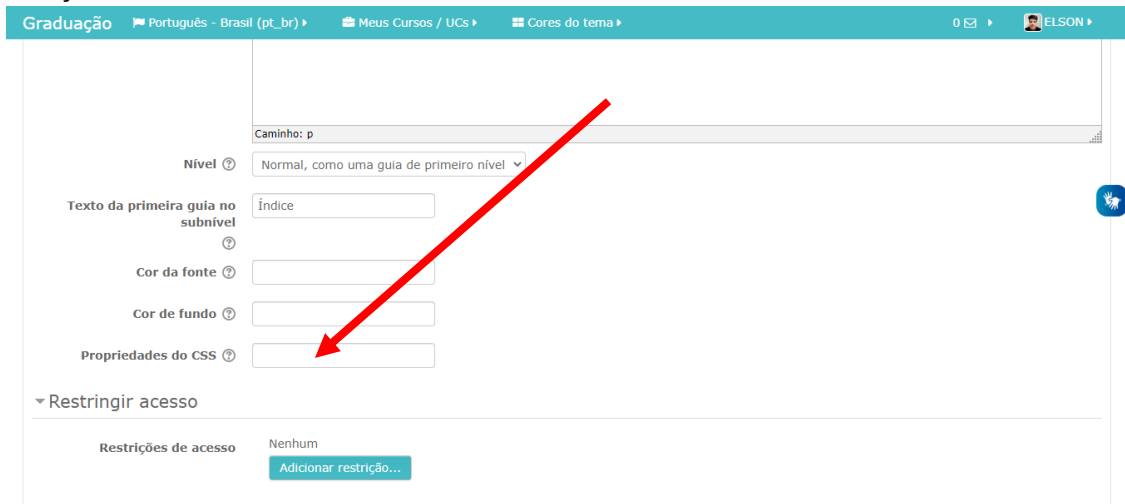 Graduação Português - Brasil (pt_br) Meus Cursos / UCs Cores do tema 0 ELSON
Caminho: p
Nível Normal, como uma guia de primeiro nível
Texto da primeira guia no Índice
subnível
Cor da fonte
Cor de fundo
Propriedades do CSS
Restringir acesso
Restrições de acesso Nenhum
Adicionar restrição...